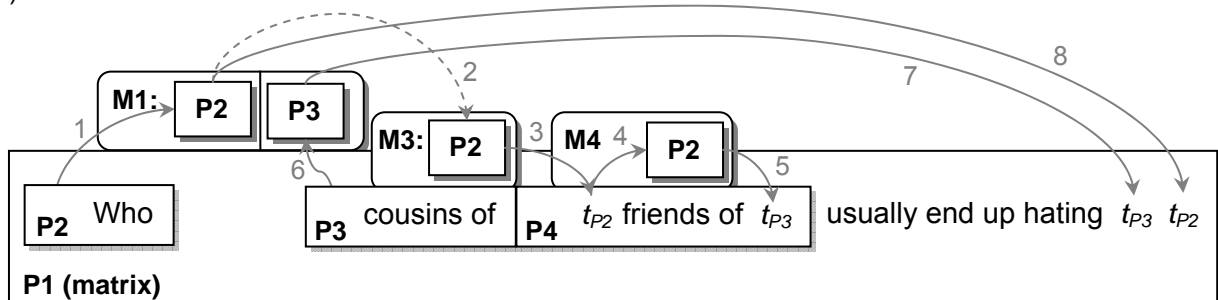 )
8
2
7
M1: P2 P3
M3: P2 M4 P2
1
3 4
6
5
P2 Who
P3 cousins of P4 tP2 friends of tP3 usually end up hating tP3 tP2
P1 (matrix)